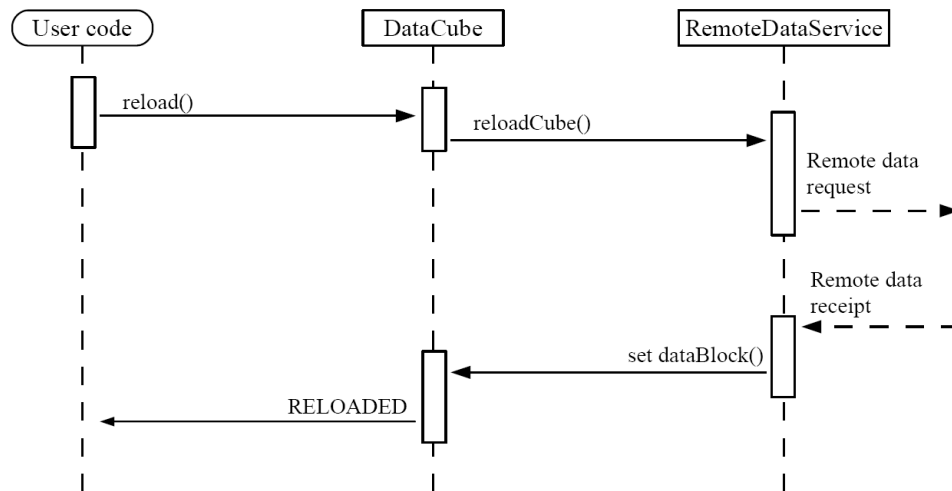 User code
DataCube
RemoteDataService
reload()
reloadCube()
Remote data
request
Remote data
receipt
set dataBlock()
RELOADED